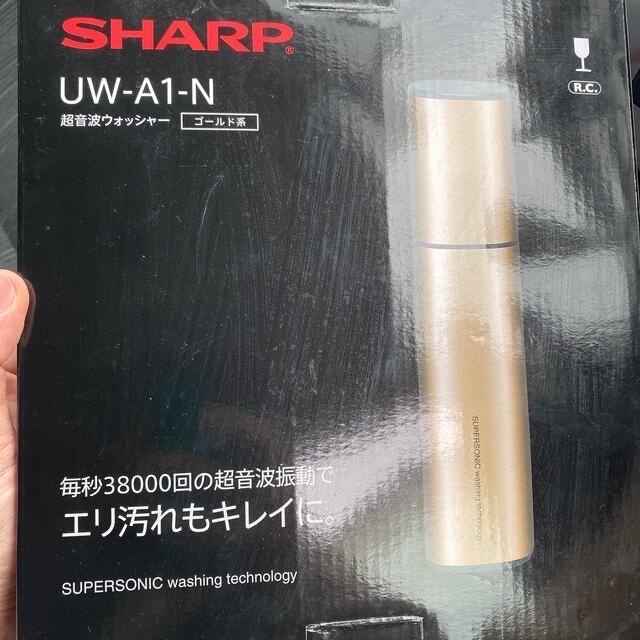 SHARP®
UW-A1-N
超音波ウォッシャー ゴールド系
R.C.
SUPERSONIC washing technology
毎秒38000回の超音波振動で
エリ汚れもキレイに。
SUPERSONIC washing technology